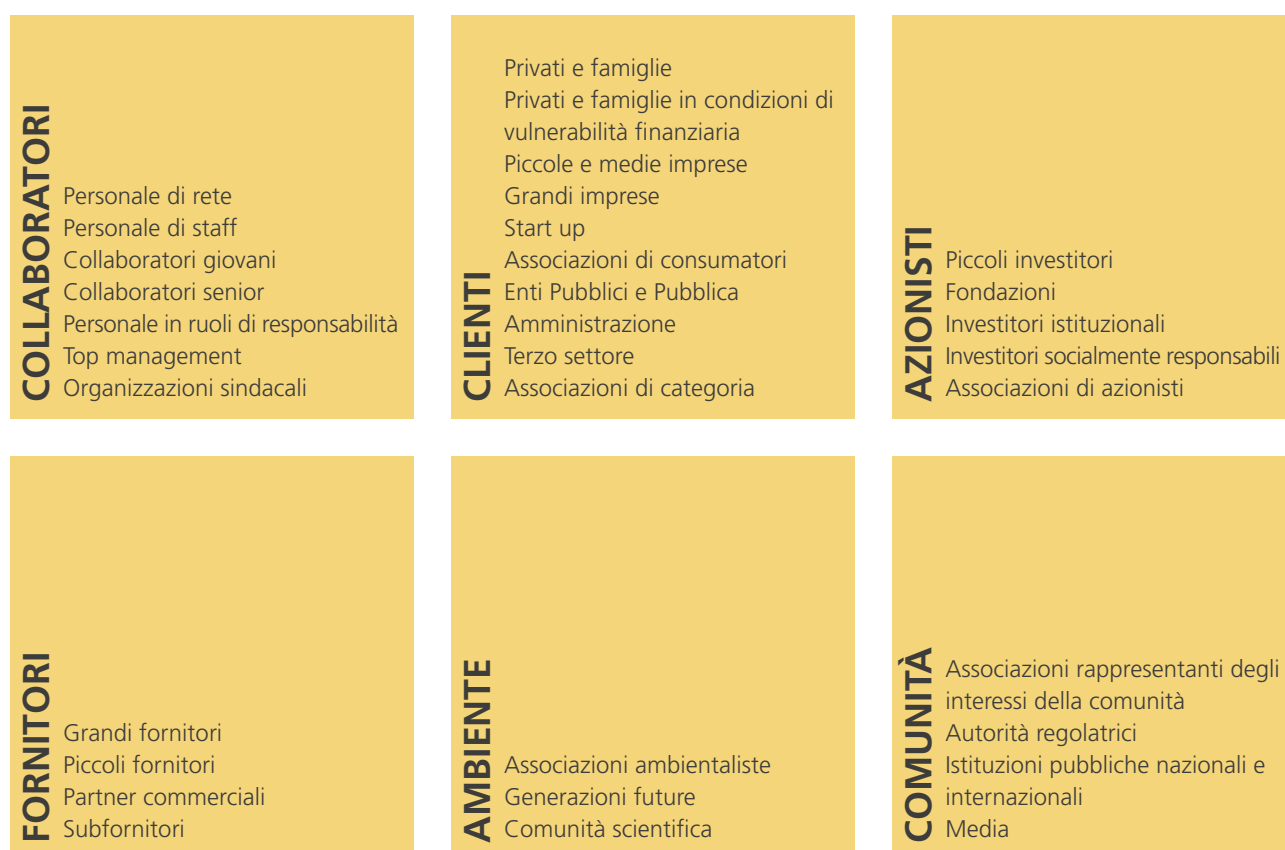 COLLABORATORI
Personale di rete
Personale di staff
Collaboratori giovani
Collaboratori senior
Personale in ruoli di responsabilità
Top management
Organizzazioni sindacali
CLIENTI
Privati e famiglie
Privati e famiglie in condizioni di
vulnerabilità finanziaria
Piccole e medie imprese
Grandi imprese
Start up
Associazioni di consumatori
Enti Pubblici e Pubblica
Amministrazione
Terzo settore
Associazioni di categoria
AZIONISTI
Piccoli investitori
Fondazioni
Investitori istituzionali
Investitori socialmente responsabili
Associazioni di azionisti
FORNITORI
Grandi fornitori
Piccoli fornitori
Partner commerciali
Subfornitori
AMBIENTE
Associazioni ambientaliste
Generazioni future
Comunità scientifica
COMUNITÀ
Associazioni rappresentanti degli
interessi della comunità
Autorità regolatrici
Istituzioni pubbliche nazionali e
internazionali
Media